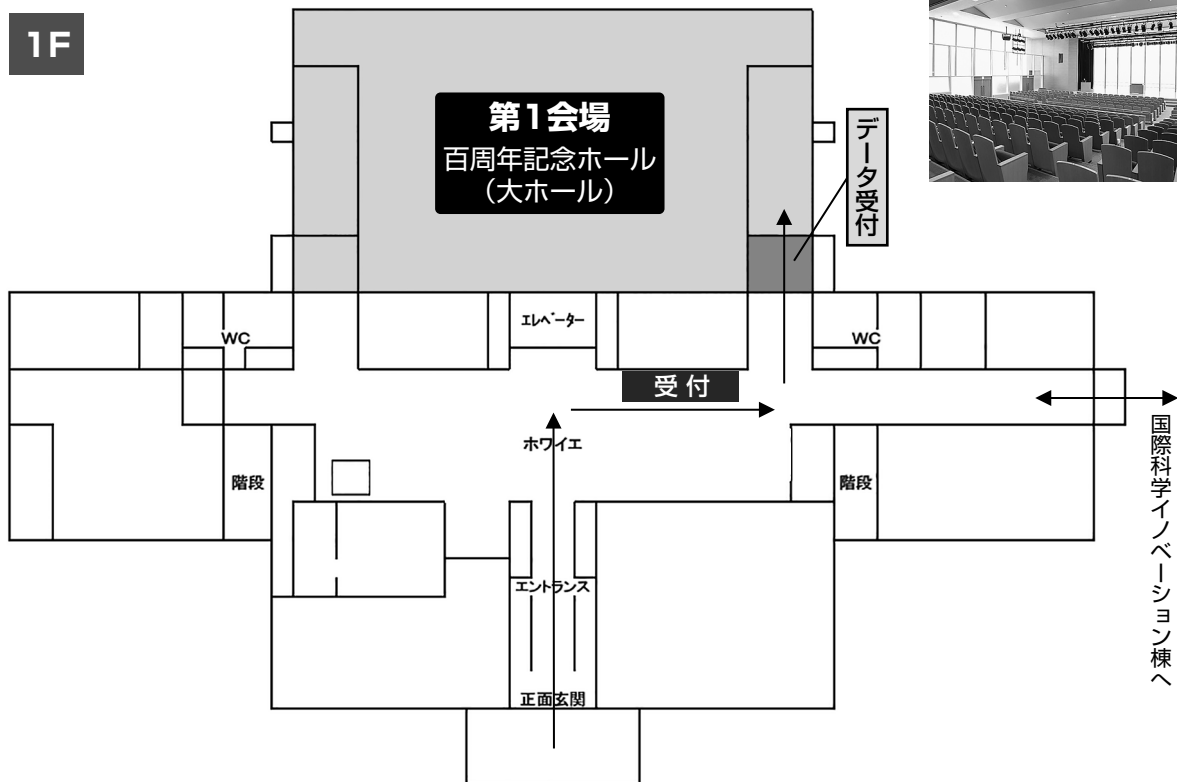 1F
第1会場
百周年記念ホール
（大ホール）
データ受付
エレベーター
WC
WC
受付
ホワイエ
階段
階段
エントランス
正面玄関
国際科学イノベーション棟へ